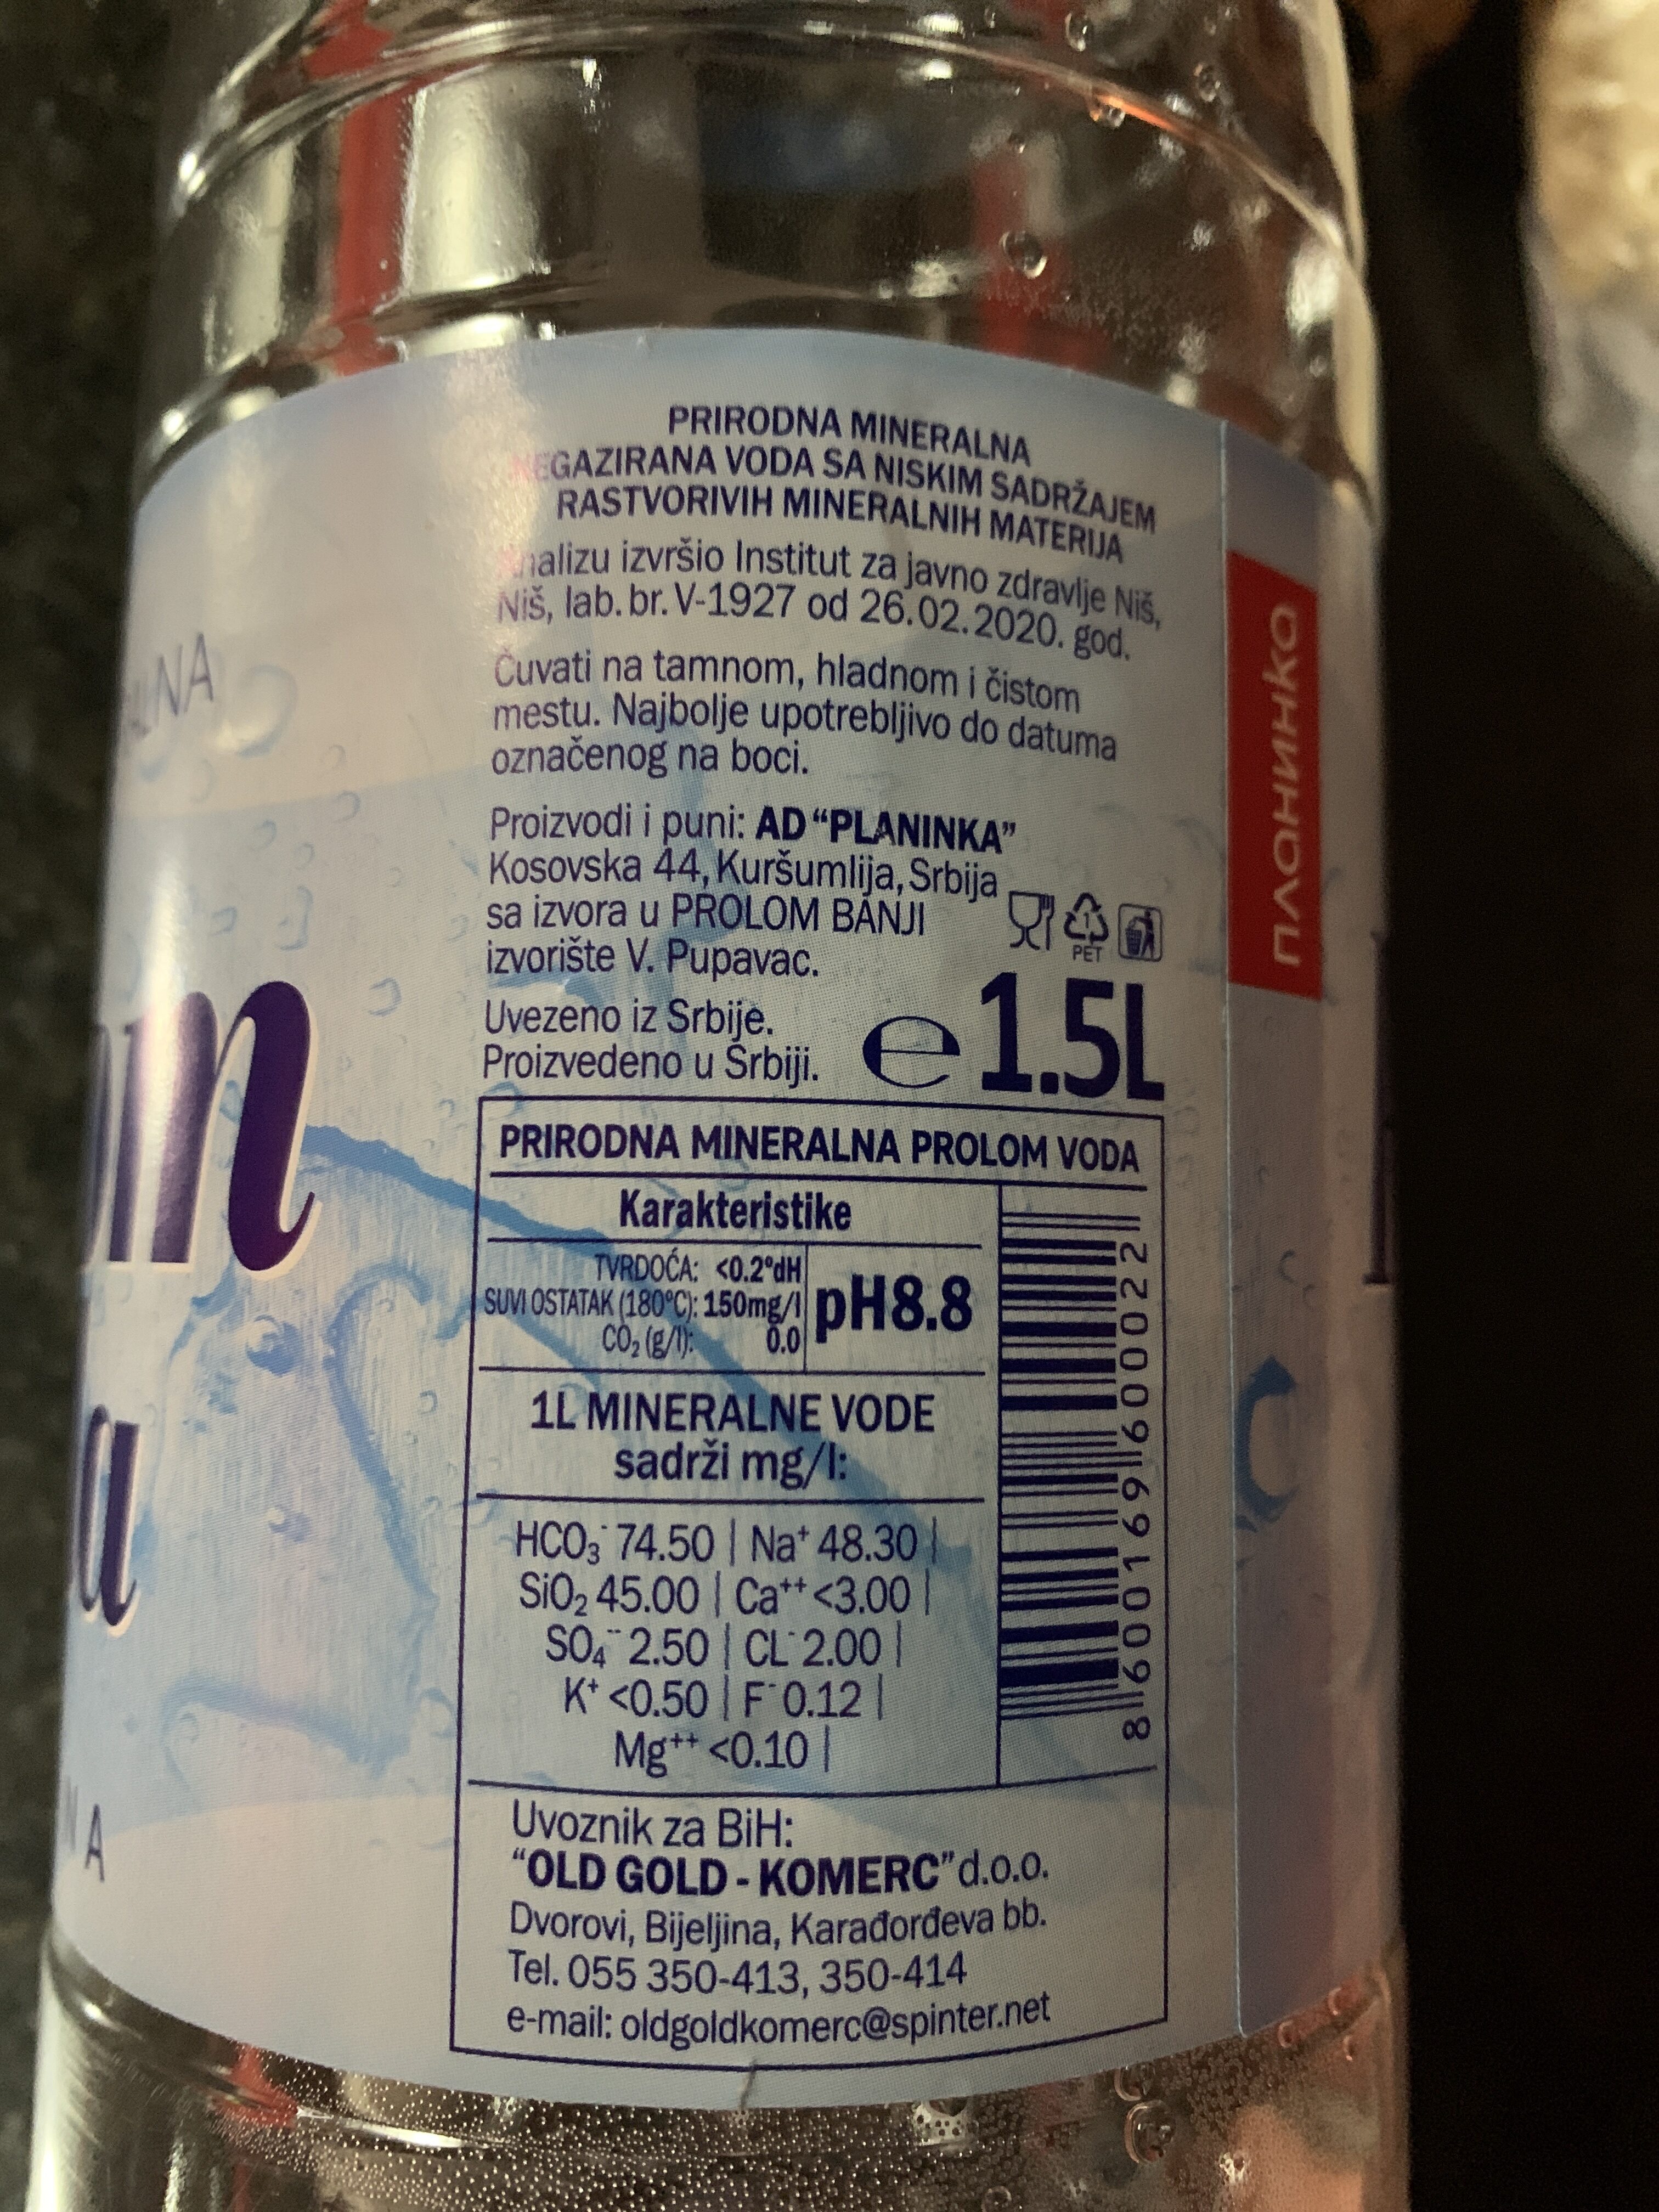 PRIRODNA MINERALNA
NEGAZIRANA VODA SA NISKIM SADRŽAJEM
RASTVORIVIH MINERALNIH MATERIJA
Analizu izvršio Institut za javno zdravlje Niš,
Niš, lab. br. V-1927 od 26.02.2020. god.
Čuvati na tamnom, hladnom i čistom
mestu. Najbolje upotrebljivo do datuma
označenog na boci.
Proizvodi i puni: AD “PLANINKA”
Kosovska 44, Kuršumlija, Srbija
sa izvora u PROLOM BANJI
izvorište V. Pupavac.
1
PET
Uvezeno iz Srbije.
Proizvedeno u Srbiji.
e 1.5L
PRIRODNA MINERALNA PROLOM VODA
Karakteristike
TVRDOĆA: <0.2°dH
SUVI OSTATAK (180°C): 150mg/l
CO₂ (g/l): 0.0
pH8.8
1L MINERALNE VODE
sadrži mg/l:
HCO₃⁻ 74.50 | Na⁺ 48.30 |
SiO₂ 45.00 | Ca⁺⁺ <3.00 |
SO₄⁻⁻ 2.50 | CL⁻ 2.00 |
K⁺ <0.50 | F⁻ 0.12 |
Mg⁺⁺ <0.10 |
8 600169 600022
Uvoznik za BiH:
“OLD GOLD - KOMERC” d.o.o.
Dvorovi, Bijeljina, Karađorđeva bb.
Tel. 055 350-413, 350-414
e-mail: oldgoldkomerc@spinter.net
планинка